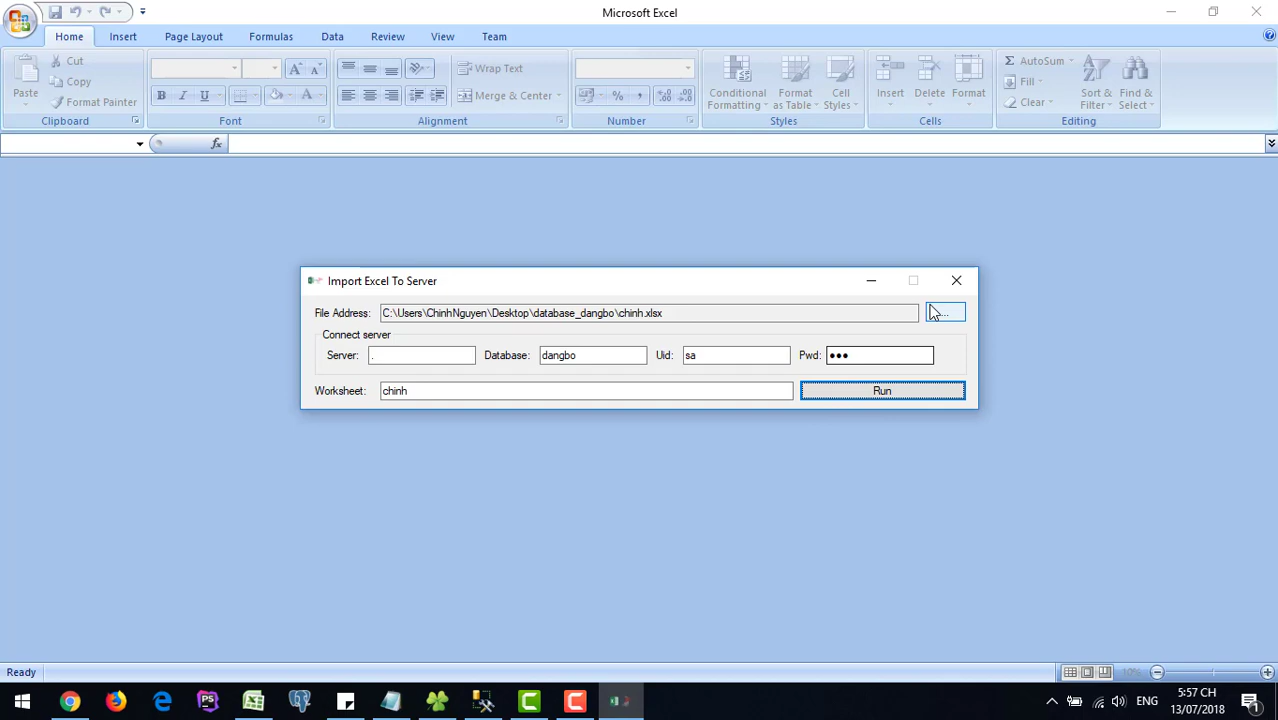 Microsoft Excel
Home Insert Page Layout Formulas Data Review View Team
Paste
Cut
Copy
Format Painter
Clipboard
B I U
A A
Font
Wrap Text
Merge & Center
Alignment
%
Number
Conditional Formatting
Format as Table
Cell Styles
Styles
Insert Delete Format
Cells
AutoSum
Fill
Clear
Sort & Filter
Find & Select
Editing
fx
Import Excel To Server
File Address: C:\Users\ChinhNguyen\Desktop\database_dangbo\chinh.xlsx ...
Connect server
Server: . Database: dangbo Uid: sa Pwd: ●●●
Worksheet: chinh Run
Ready
10%
ENG
5:57 CH
13/07/2018